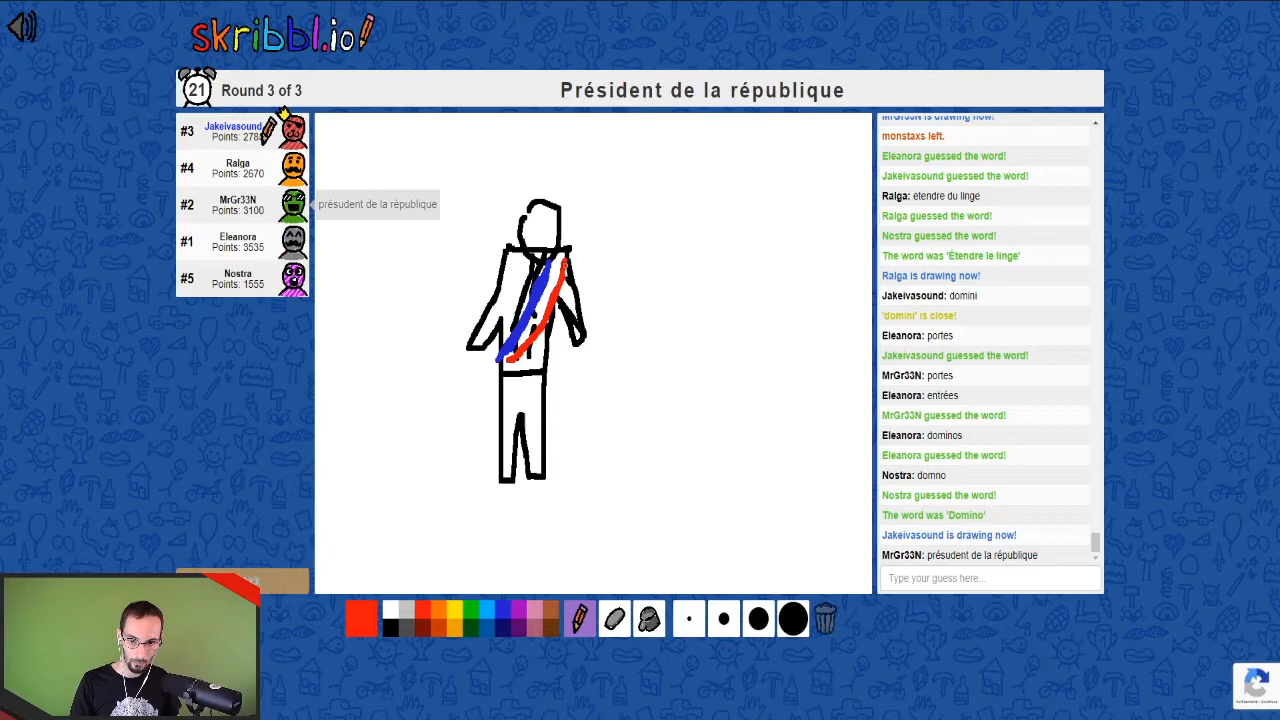 skribbl.io
21
Round 3 of 3
Président de la république
#3
Jakeivasound
Points: 2785
#4
Ralga
Points: 2670
#2
MrGr33N
Points: 3100
présudent de la république
#1
Eleanora
Points: 3535
#5
Nostra
Points: 1555
MrGr33N is drawing now!
monstaxs left.
Eleanora guessed the word!
Jakeivasound guessed the word!
Ralga: etendre du linge
Ralga guessed the word!
Nostra guessed the word!
The word was 'Étendre le linge'
Ralga is drawing now!
Jakeivasound: domini
'domini' is close!
Eleanora: portes
Jakeivasound guessed the word!
MrGr33N: portes
Eleanora: entrées
MrGr33N guessed the word!
Eleanora: dominos
Eleanora guessed the word!
Nostra: domno
Nostra guessed the word!
The word was 'Domino'
Jakeivasound is drawing now!
MrGr33N: présudent de la république
Type your guess here...